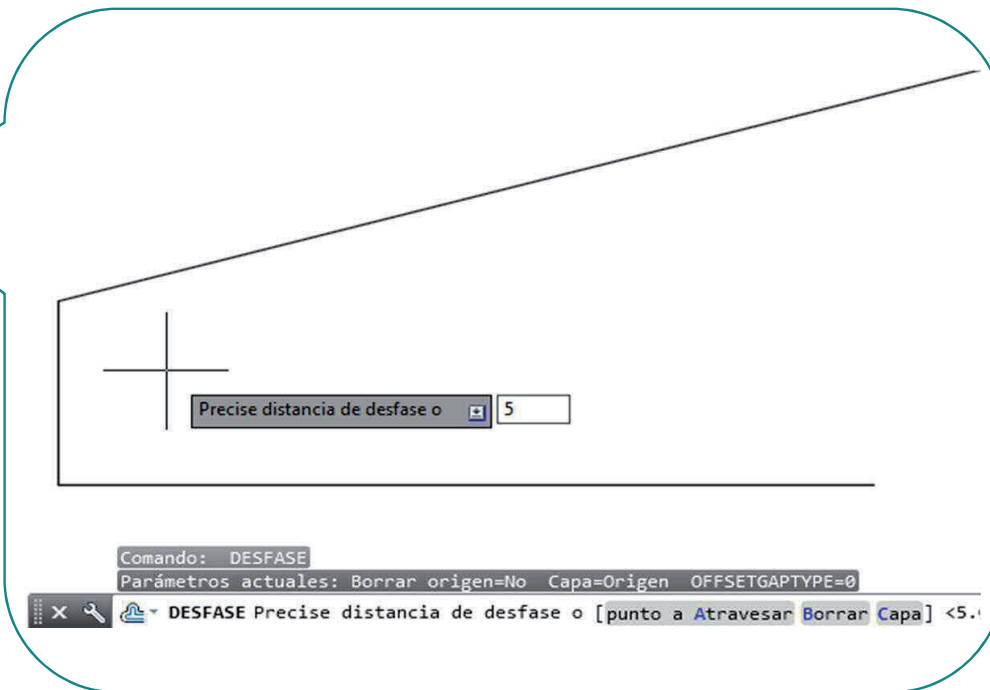 Precise distancia de desfase o 5
Comando: DESFASE
Parámetros actuales: Borrar origen=No Capa=Origen OFFSETGAPTYPE=0
DESFASE Precise distancia de desfase o [punto a Atravesar Borrar Capa] <5.